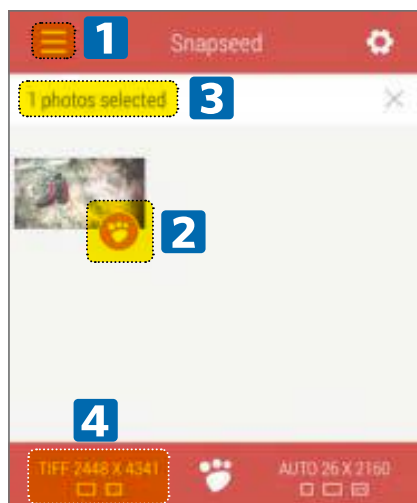 1 Snapseed
1 photos selected 3
2
4
TIFF 2448 X 4341
AUTO 26 X 2160